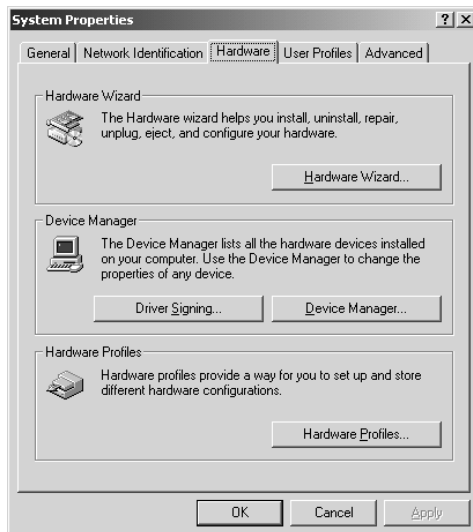 System Properties
? X
General Network Identification Hardware User Profiles Advanced
Hardware Wizard
The Hardware wizard helps you install, uninstall, repair,
unplug, eject, and configure your hardware.
Hardware Wizard...
Device Manager
The Device Manager lists all the hardware devices installed
on your computer. Use the Device Manager to change the
properties of any device.
Driver Signing... Device Manager...
Hardware Profiles
Hardware profiles provide a way for you to set up and store
different hardware configurations.
Hardware Profiles...
OK Cancel Apply